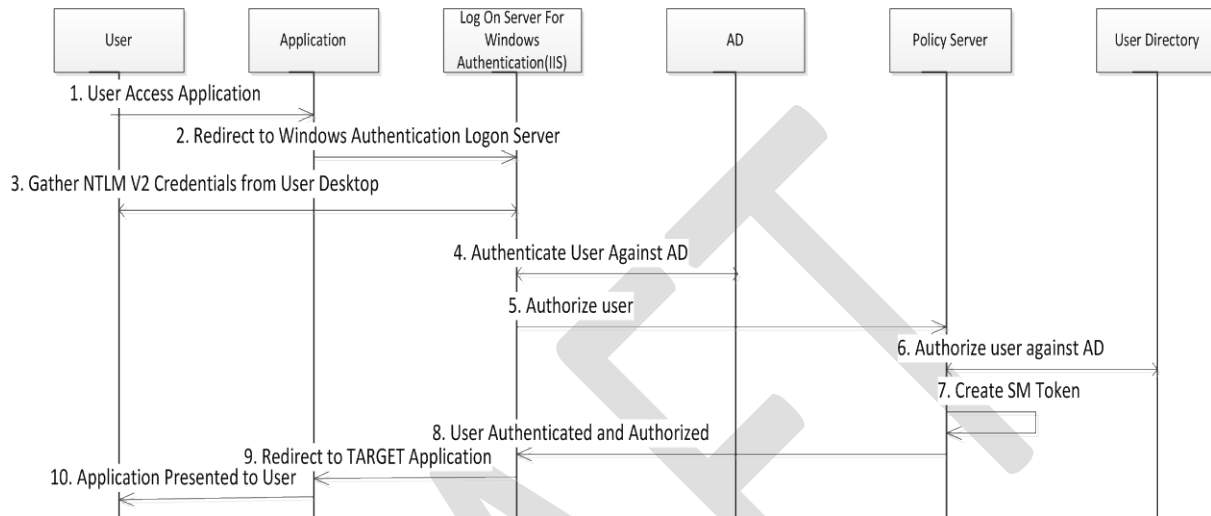 User
Application
Log On Server For
Windows
Authentication(IIS)
AD
Policy Server
User Directory
1. User Access Application
2. Redirect to Windows Authentication Logon Server
3. Gather NTLM V2 Credentials from User Desktop
4. Authenticate User Against AD
5. Authorize user
6. Authorize user against AD
7. Create SM Token
8. User Authenticated and Authorized
9. Redirect to TARGET Application
10. Application Presented to User